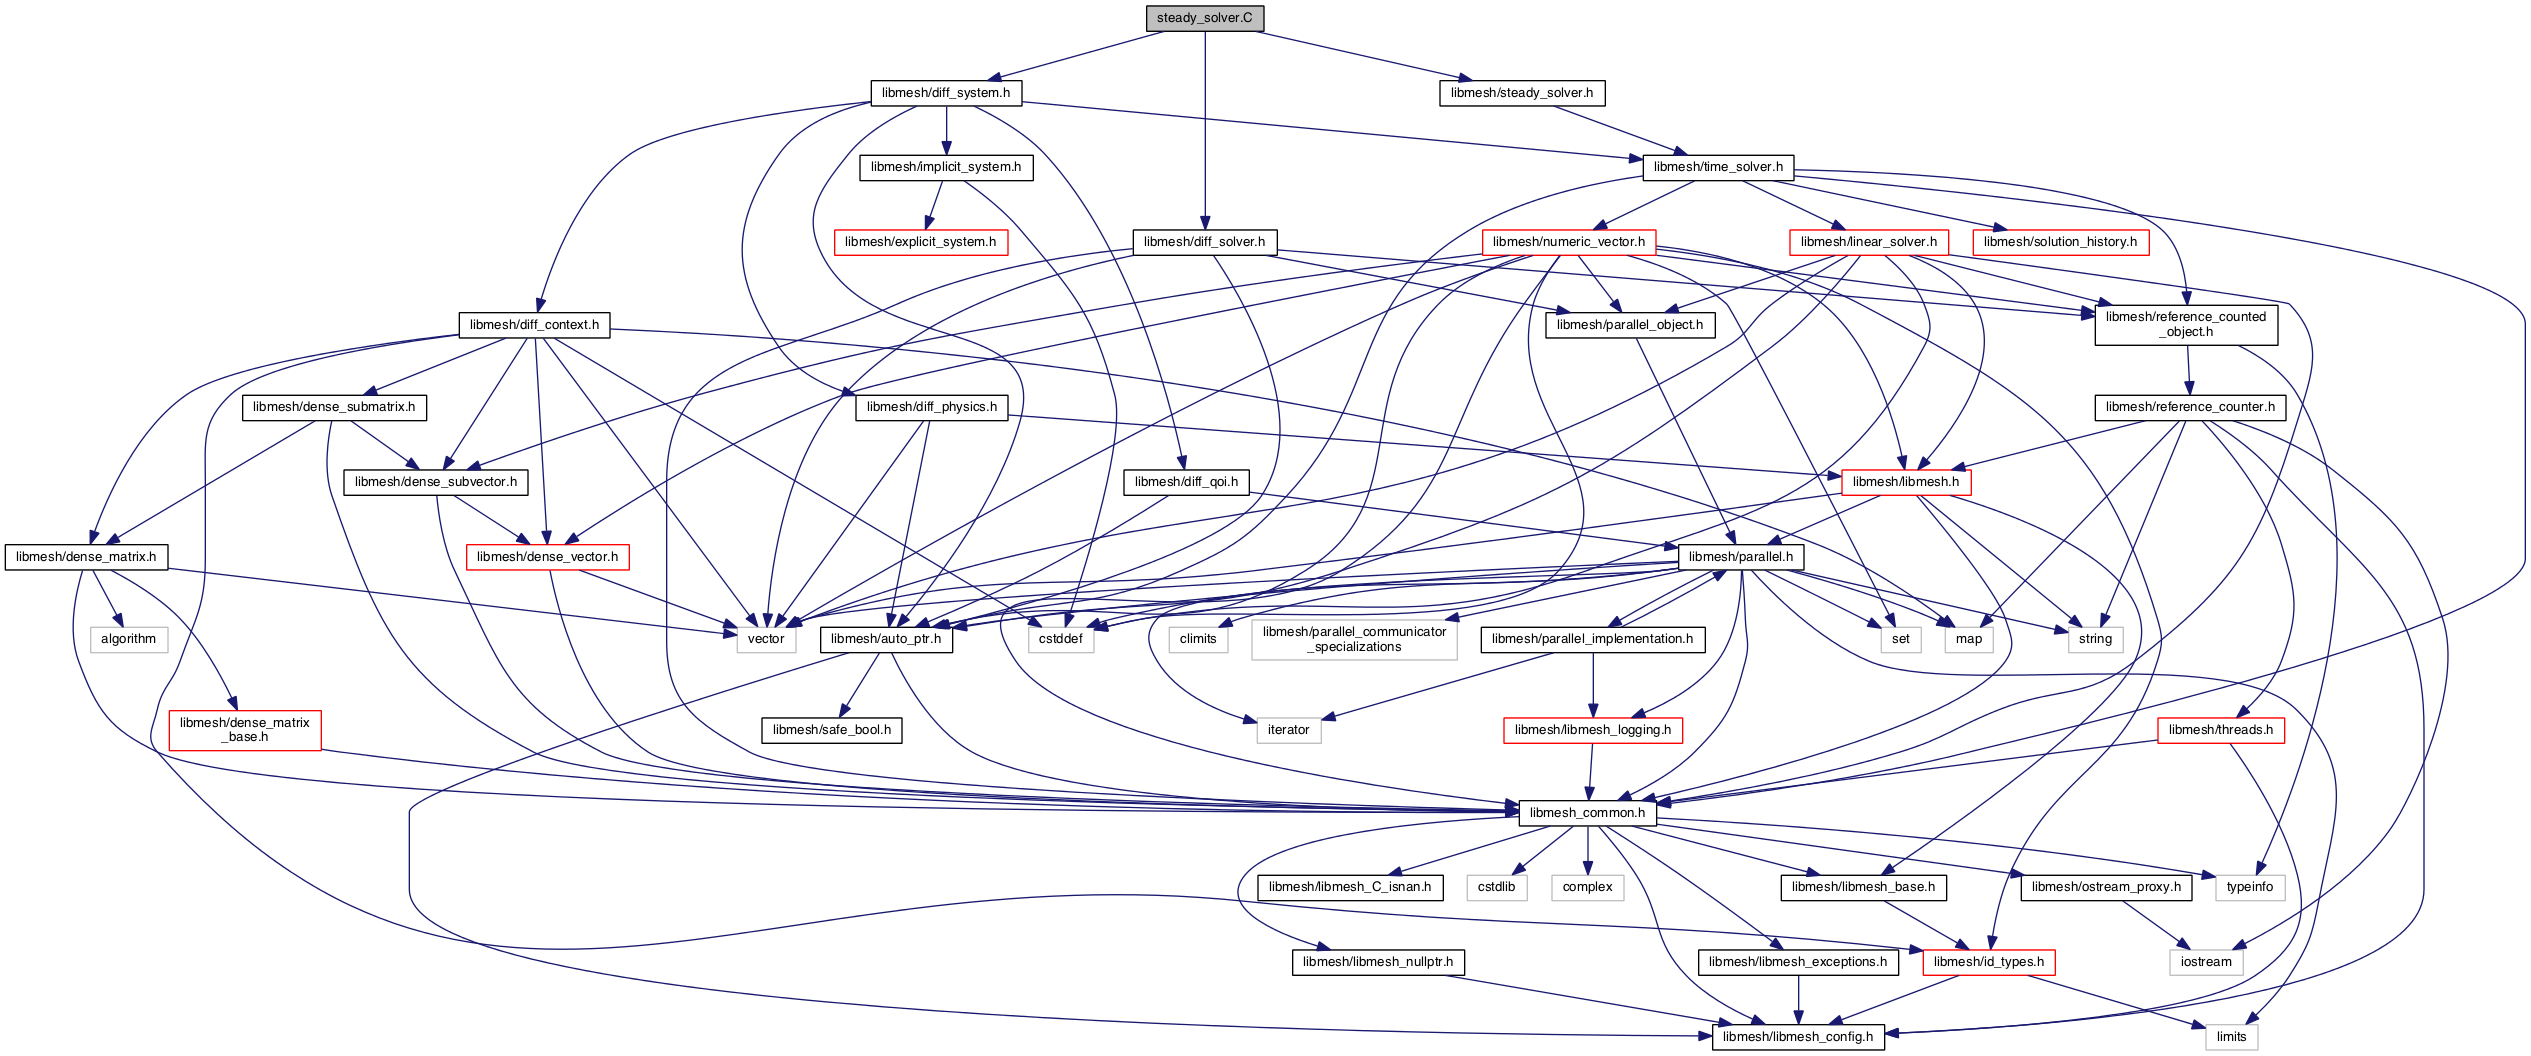 steady_solver.C
libmesh/diff_system.h
libmesh/steady_solver.h
libmesh/implicit_system.h
libmesh/time_solver.h
libmesh/explicit_system.h
libmesh/diff_solver.h
libmesh/numeric_vector.h
libmesh/linear_solver.h
libmesh/solution_history.h
libmesh/diff_context.h
libmesh/parallel_object.h
libmesh/reference_counted
_object.h
libmesh/dense_submatrix.h
libmesh/diff_physics.h
libmesh/reference_counter.h
libmesh/dense_subvector.h
libmesh/diff_qoi.h
libmesh/libmesh.h
libmesh/dense_matrix.h
libmesh/dense_vector.h
libmesh/parallel.h
algorithm
vector
libmesh/auto_ptr.h
cstddef
climits
libmesh/parallel_communicator
_specializations
libmesh/parallel_implementation.h
set
map
string
libmesh/dense_matrix
_base.h
libmesh/safe_bool.h
iterator
libmesh/libmesh_logging.h
libmesh/threads.h
libmesh_common.h
libmesh/libmesh_C_isnan.h
cstdlib
complex
libmesh/libmesh_base.h
libmesh/ostream_proxy.h
typeinfo
libmesh/libmesh_nullptr.h
libmesh/libmesh_exceptions.h
libmesh/id_types.h
iostream
libmesh/libmesh_config.h
limits